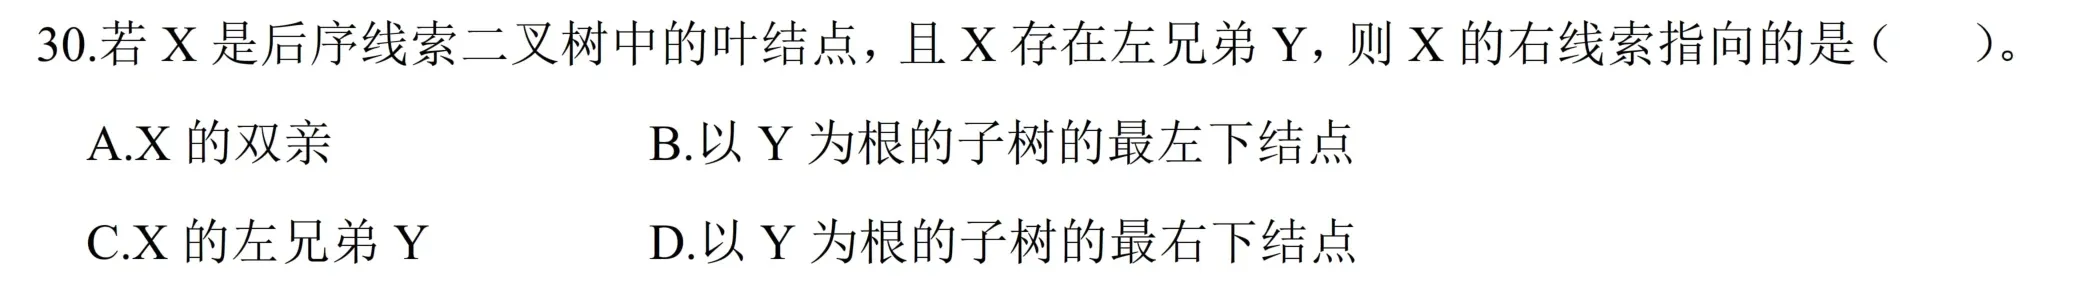 30.若 X 是后序线索二叉树中的叶结点，且 X 存在左兄弟 Y，则 X 的右线索指向的是（　　）。
A.X 的双亲　　B.以 Y 为根的子树的最左下结点
C.X 的左兄弟 Y　　D.以 Y 为根的子树的最右下结点